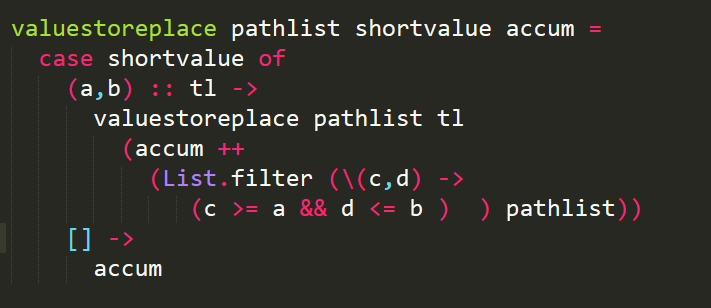 valuestoreplace pathlist shortvalue accum =
  case shortvalue of
    (a,b) :: tl ->
      valuestoreplace pathlist tl
        (accum ++
          (List.filter (\(c,d) ->
             (c >= a && d <= b )  ) pathlist))
    [] ->
      accum